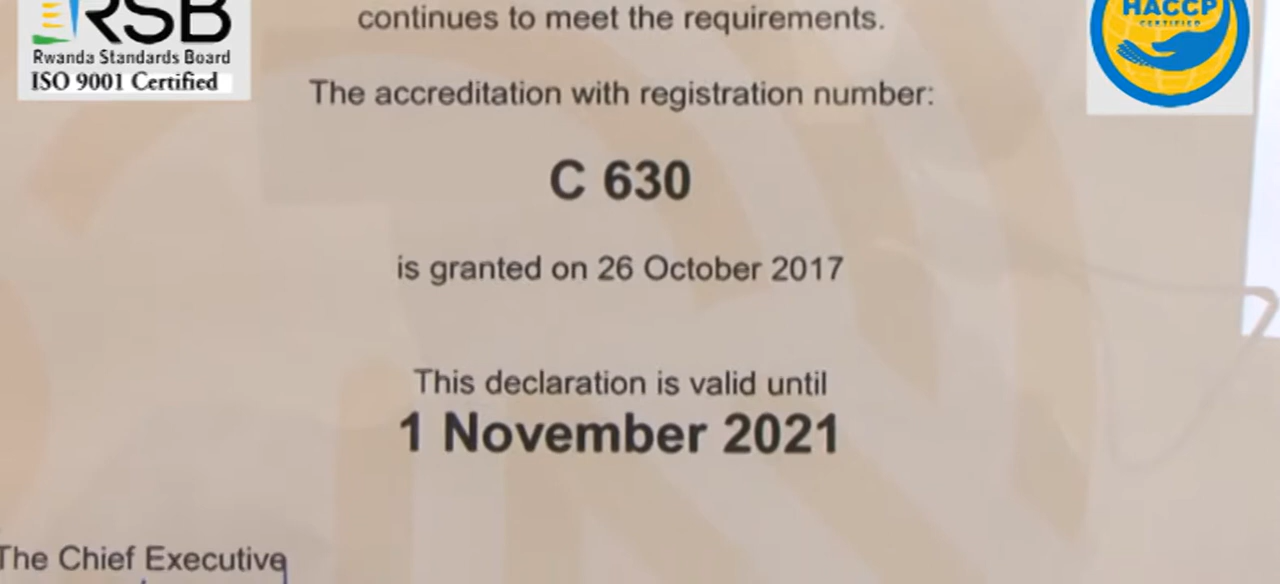 RSB
Rwanda Standards Board
ISO 9001 Certified
HACCP
CERTIFIED
continues to meet the requirements.
The accreditation with registration number:
C 630
is granted on 26 October 2017
This declaration is valid until
1 November 2021
The Chief Executive